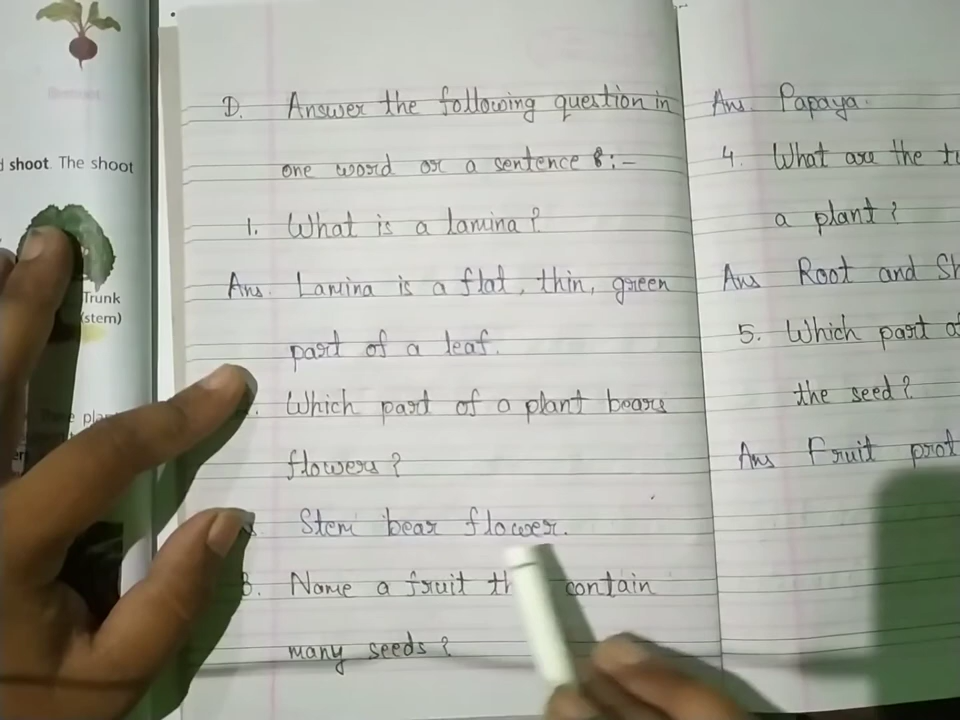 shoot. The shoot
Trunk
(stem)
D. Answer the following question in
one word or a sentence :-
1. What is a lamina?
Ans. Lamina is a flat, thin, green
part of a leaf.
Which part of a plant bears
flowers?
Stem bear flower.
3. Name a fruit contain
many seeds?
Ans. Papaya.
4. What are the
a plant?
Ans Root and
5. Which part
the seed?
Ans Fruit